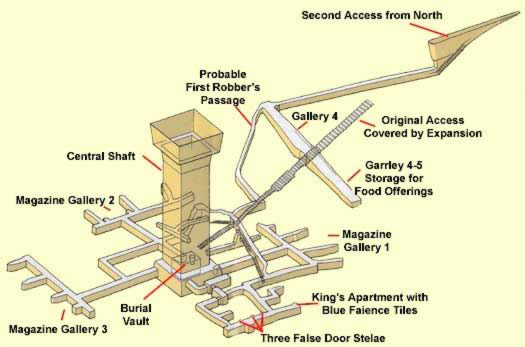 Second Access from North
Probable
First Robber's
Passage
Gallery 4
Original Access
Covered by Expansion
Central Shaft
Garrley 4-5
Storage for
Food Offerings
Magazine Gallery 2
Magazine
Gallery 1
Burial
Vault
King's Apartment with
Blue Faience Tiles
Magazine Gallery 3
Three False Door Stelae